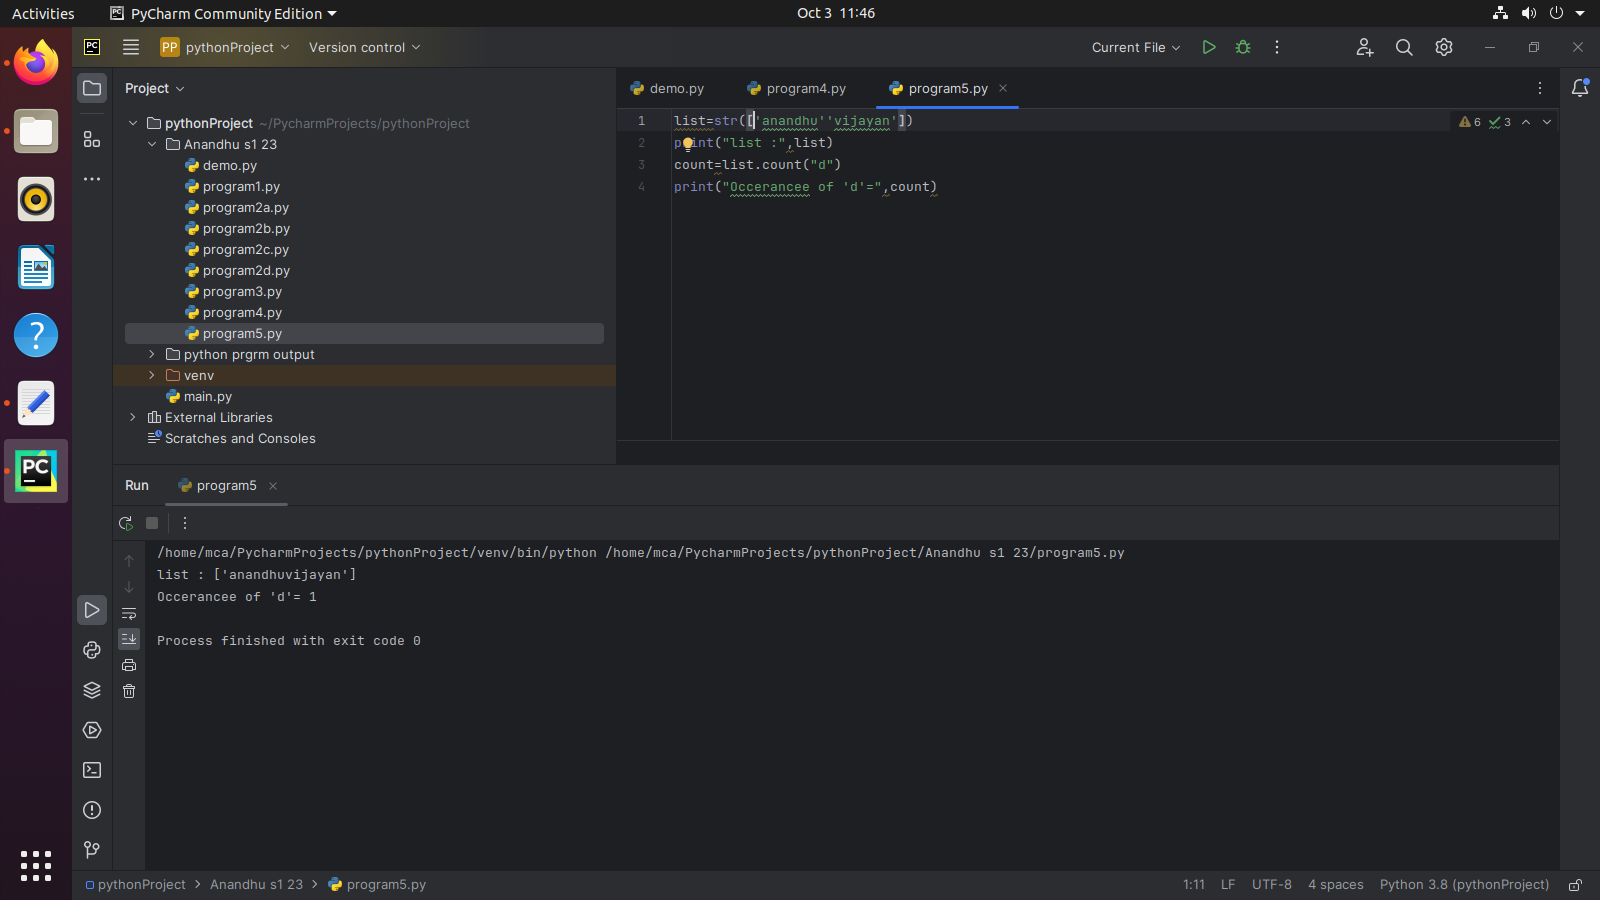 Activities PyCharm Community Edition Oct 3 11:46
PC PP pythonProject Version control Current File
Project
pythonProject ~/PycharmProjects/pythonProject
Anandhu s1 23
demo.py
program1.py
program2a.py
program2b.py
program2c.py
program2d.py
program3.py
program4.py
program5.py
python prgrm output
venv
main.py
External Libraries
Scratches and Consoles
demo.py program4.py program5.py
1 list=str(['anandhu''vijayan'])
2 print("list :",list)
3 count=list.count("d")
4 print("Occerancee of 'd'=",count)
6 3
PC
Run program5
/home/mca/PycharmProjects/pythonProject/venv/bin/python /home/mca/PycharmProjects/pythonProject/Anandhu s1 23/program5.py
list : ['anandhuvijayan']
Occerancee of 'd'= 1
Process finished with exit code 0
pythonProject > Anandhu s1 23 > program5.py 1:11 LF UTF-8 4 spaces Python 3.8 (pythonProject)